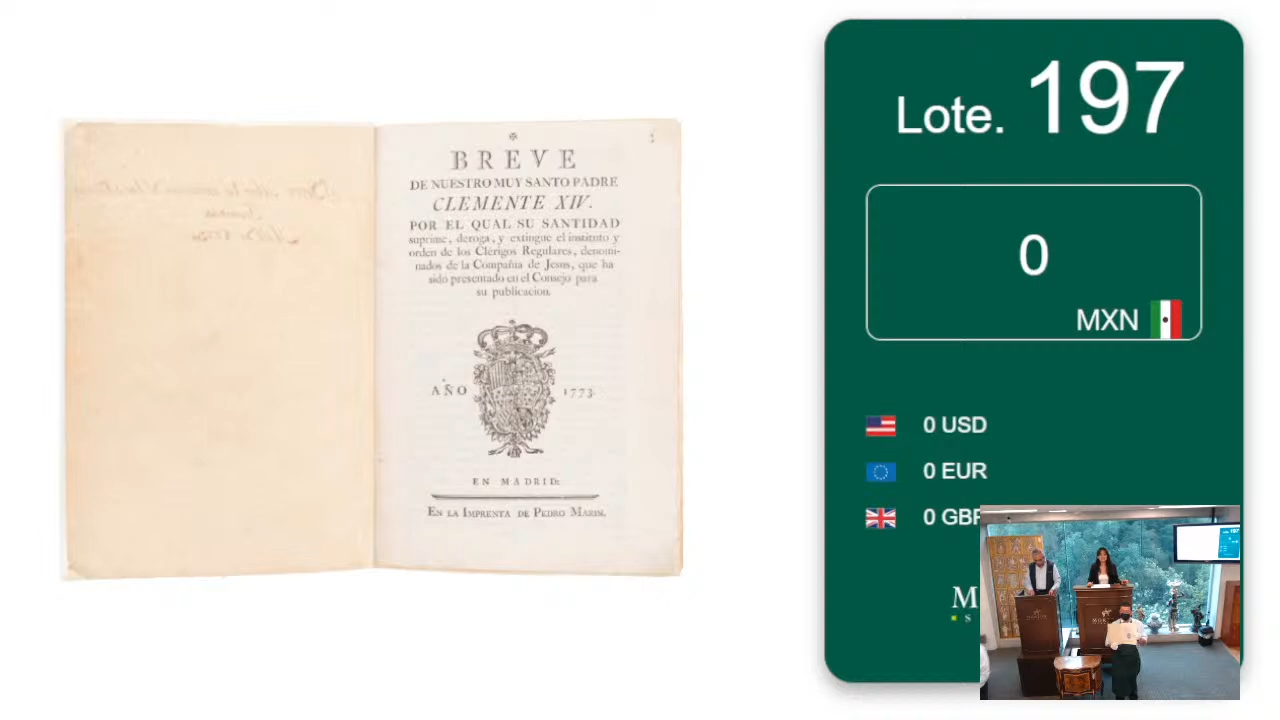 BREVE
DE NUESTRO MUY SANTO PADRE
CLEMENTE XIV.
POR EL QUAL SU SANTIDAD
suprime, deroga, y extingue el instituto y
orden de los Clérigos Regulares, denomi-
nados de la Compañia de Jesus, que ha
sido presentado en el Consejo para
su publicacion.
AÑO 1773.
EN MADRID:
EN LA IMPRENTA DE PEDRO MARIN.
Lote. 197
0
MXN
0 USD
0 EUR
0 GBP